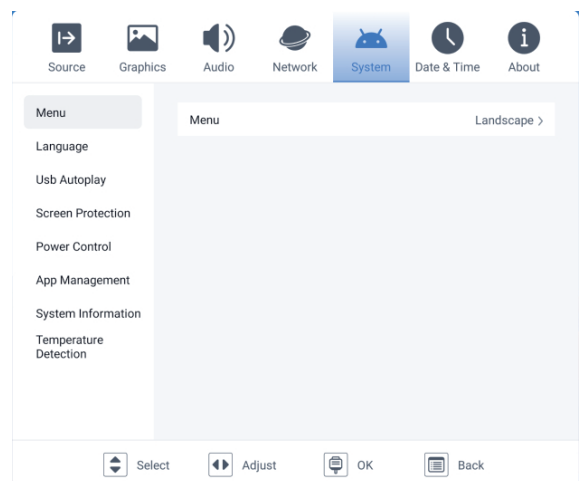 Source Graphics Audio Network System Date & Time About
Menu
Language
Usb Autoplay
Screen Protection
Power Control
App Management
System Information
Temperature
Detection
Menu Landscape >
Select Adjust OK Back